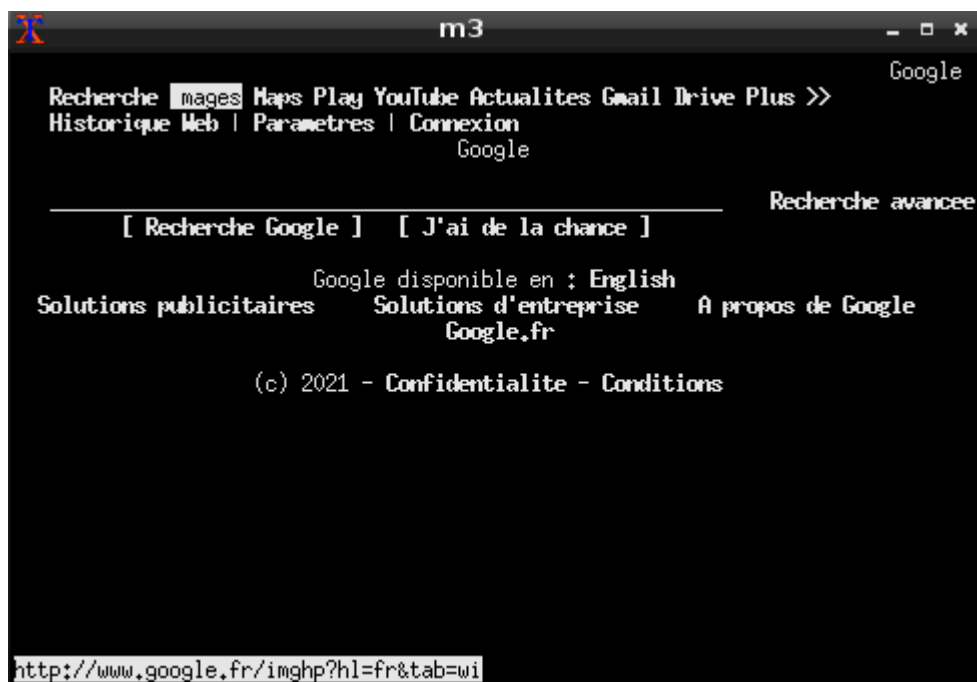 m3
Google
Recherche mages Maps Play YouTube Actualites Gmail Drive Plus >>
Historique Web | Parametres | Connexion
Google
Recherche avancee
[ Recherche Google ] [ J'ai de la chance ]
Google disponible en : English
Solutions publicitaires Solutions d'entreprise A propos de Google
Google.fr
(c) 2021 - Confidentialite - Conditions
http://www.google.fr/imghp?hl=fr&tab=wi